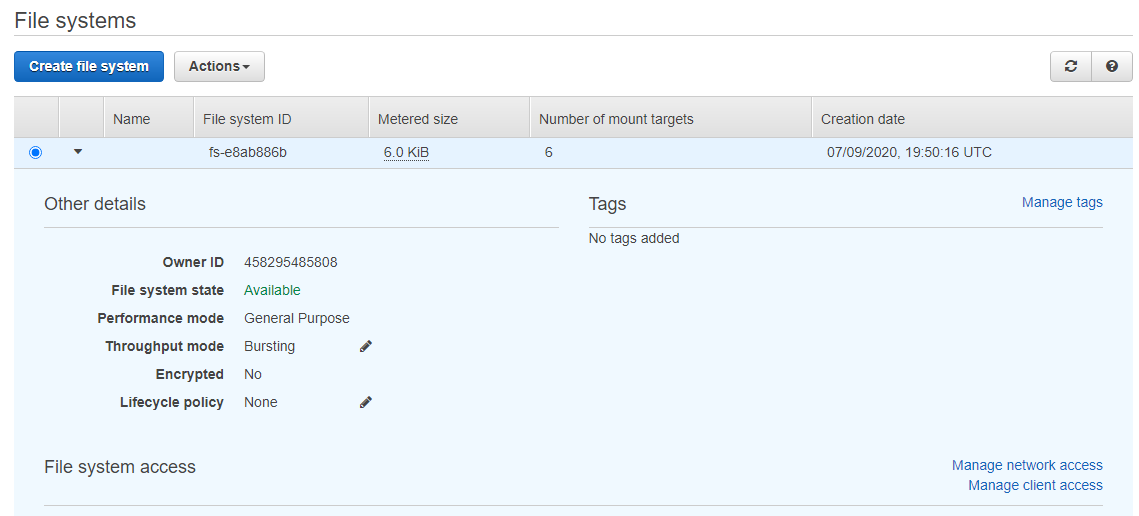 File systems
Create file system Actions
Name File system ID Metered size Number of mount targets Creation date
fs-e8ab886b 6.0 KiB 6 07/09/2020, 19:50:16 UTC
Other details
Owner ID 458295485808
File system state Available
Performance mode General Purpose
Throughput mode Bursting
Encrypted No
Lifecycle policy None
Tags Manage tags
No tags added
File system access
Manage network access
Manage client access